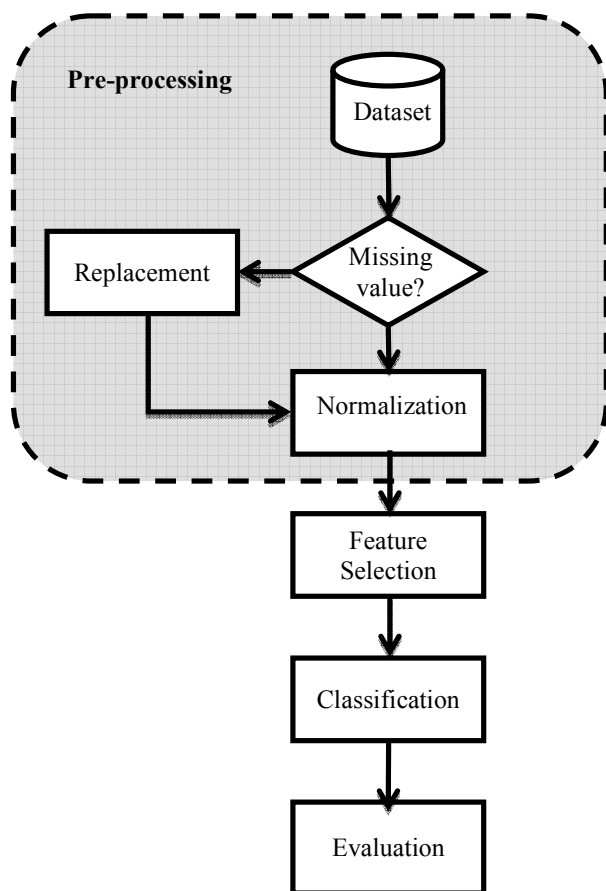 Pre-processing
Dataset
Missing
value?
Replacement
Normalization
Feature
Selection
Classification
Evaluation